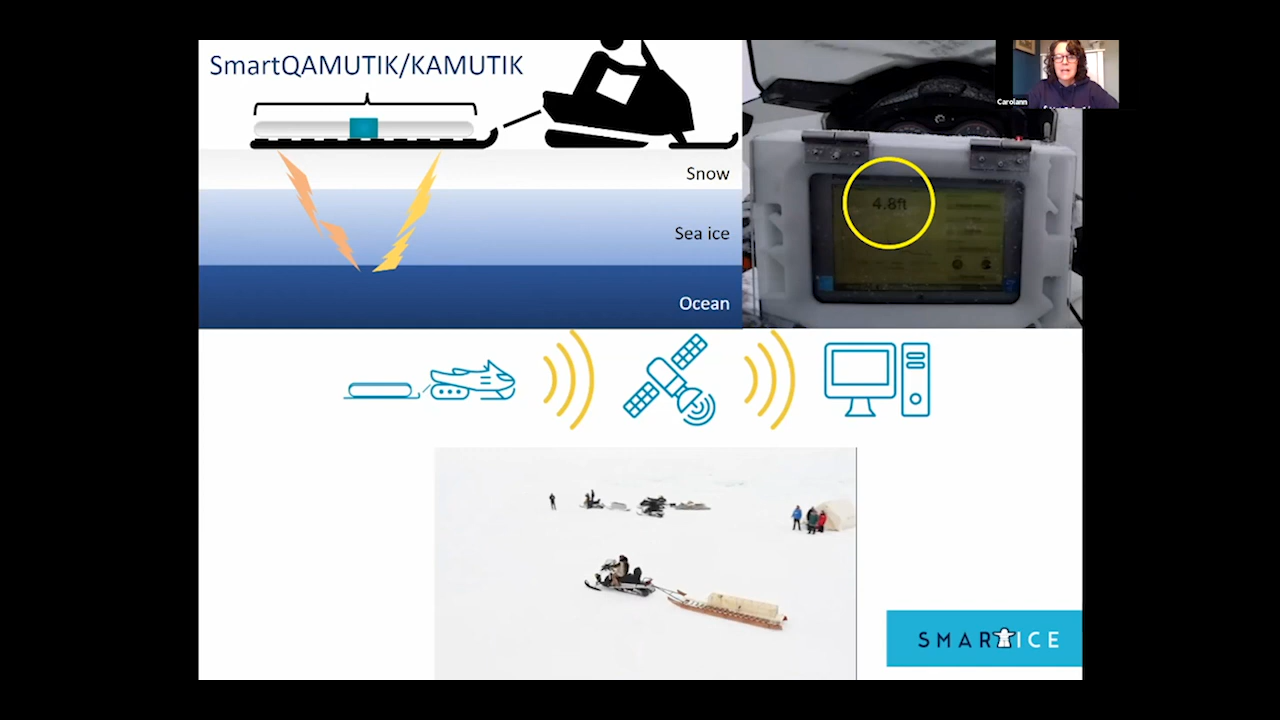 SmartQAMUTIK/KAMUTIK
Snow
Sea ice
Ocean
4.8ft
Carolann
SMARTICE